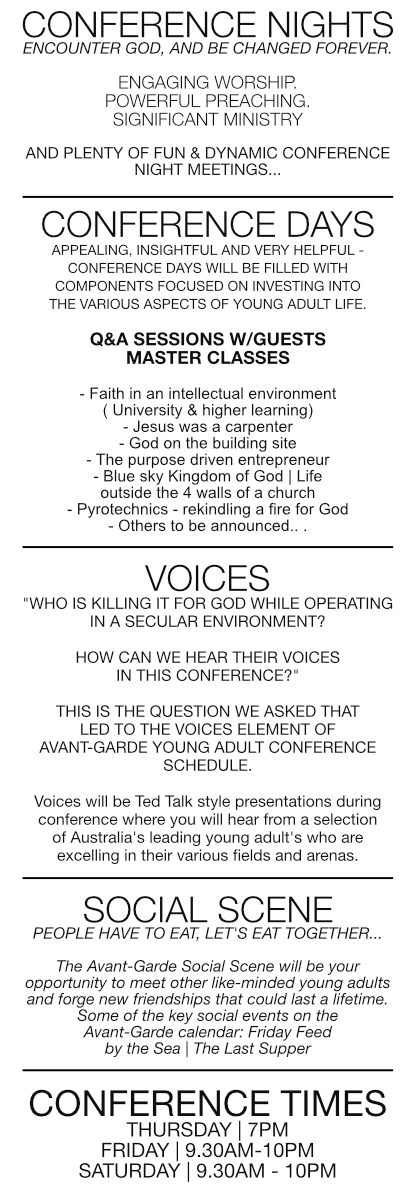 CONFERENCE NIGHTS
ENCOUNTER GOD, AND BE CHANGED FOREVER.
ENGAGING WORSHIP.
POWERFUL PREACHING.
SIGNIFICANT MINISTRY
AND PLENTY OF FUN & DYNAMIC CONFERENCE
NIGHT MEETINGS...
CONFERENCE DAYS
APPEALING, INSIGHTFUL AND VERY HELPFUL -
CONFERENCE DAYS WILL BE FILLED WITH
COMPONENTS FOCUSED ON INVESTING INTO
THE VARIOUS ASPECTS OF YOUNG ADULT LIFE.
Q&A SESSIONS W/GUESTS
MASTER CLASSES
- Faith in an intellectual environment
( University & higher learning)
- Jesus was a carpenter
- God on the building site
- The purpose driven entrepreneur
- Blue sky Kingdom of God | Life
outside the 4 walls of a church
- Pyrotechnics - rekindling a fire for God
- Others to be announced.. .
VOICES
"WHO IS KILLING IT FOR GOD WHILE OPERATING
IN A SECULAR ENVIRONMENT?
HOW CAN WE HEAR THEIR VOICES
IN THIS CONFERENCE?"
THIS IS THE QUESTION WE ASKED THAT
LED TO THE VOICES ELEMENT OF
AVANT-GARDE YOUNG ADULT CONFERENCE
SCHEDULE.
Voices will be Ted Talk style presentations during
conference where you will hear from a selection
of Australia's leading young adult's who are
excelling in their various fields and arenas.
SOCIAL SCENE
PEOPLE HAVE TO EAT, LET'S EAT TOGETHER...
The Avant-Garde Social Scene will be your
opportunity to meet other like-minded young adults
and forge new friendships that could last a lifetime.
Some of the key social events on the
Avant-Garde calendar: Friday Feed
by the Sea | The Last Supper
CONFERENCE TIMES
THURSDAY | 7PM
FRIDAY | 9.30AM-10PM
SATURDAY | 9.30AM - 10PM